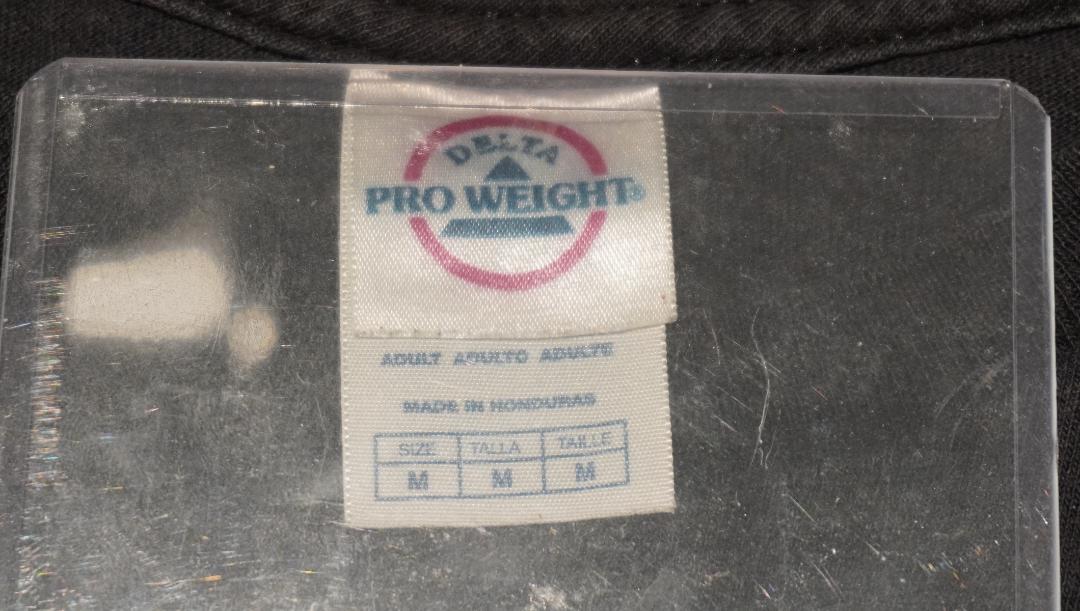 DELTA
PRO WEIGHT®
ADULT ADULTO ADULTE
MADE IN HONDURAS
SIZE TALLA TAILLE
M M M